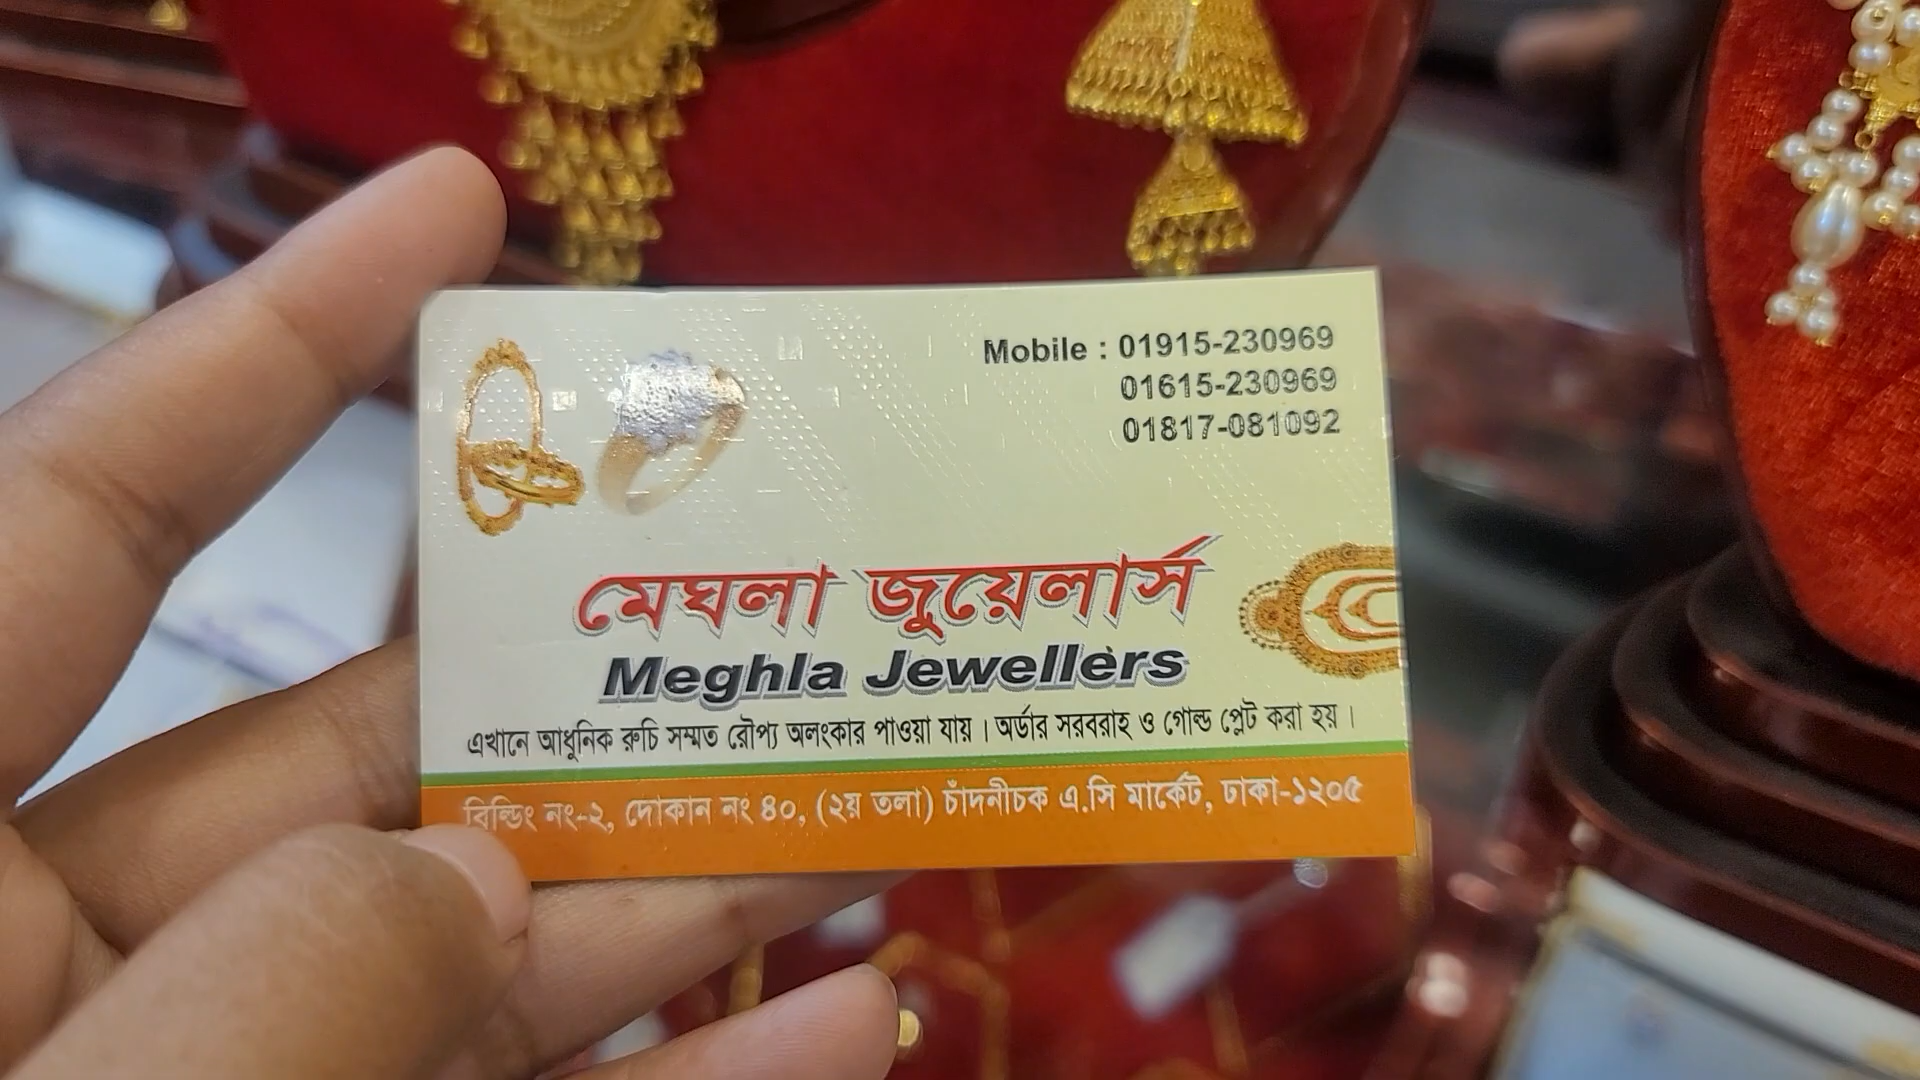 Mobile : 01915-230969
01615-230969
01817-081092
মেঘলা জুয়েলার্স
Meghla Jewellers
এখানে আধুনিক রুচি সম্মত রৌপ্য অলংকার পাওয়া যায় । অর্ডার সরবরাহ ও গোল্ড প্লেট করা হয় ।
বিল্ডিং নং-২, দোকান নং ৪০, (২য় তলা) চাঁদনীচক এ.সি মার্কেট, ঢাকা-১২০৫